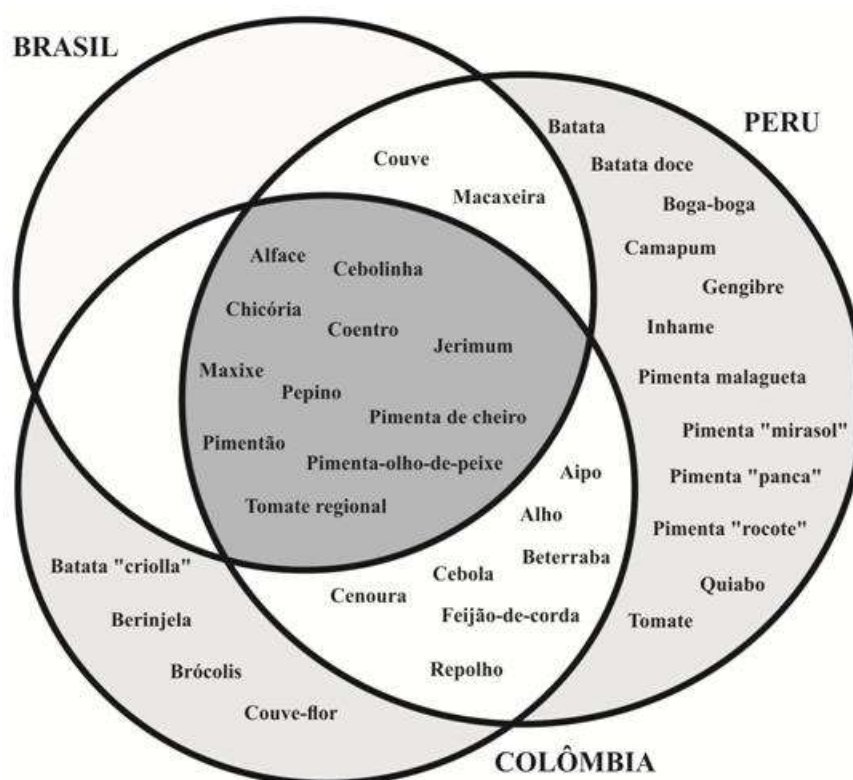 BRASIL
PERU
Batata
Couve
Batata doce
Macaxeira
Boga-boga
Camapum
Alface
Cebolinha
Gengibre
Chicória
Coentro
Inhame
Jerimum
Maxixe
Pimenta malagueta
Pepino
Pimenta de cheiro
Pimenta "mirasol"
Pimentão
Pimenta-olho-de-peixe
Aipo
Pimenta "panca"
Tomate regional
Alho
Pimenta "rocote"
Batata "criolla"
Beterraba
Cebola
Quiabo
Cenoura
Feijão-de-corda
Tomate
Berinjela
Brócolis
Repolho
Couve-flor
COLÔMBIA